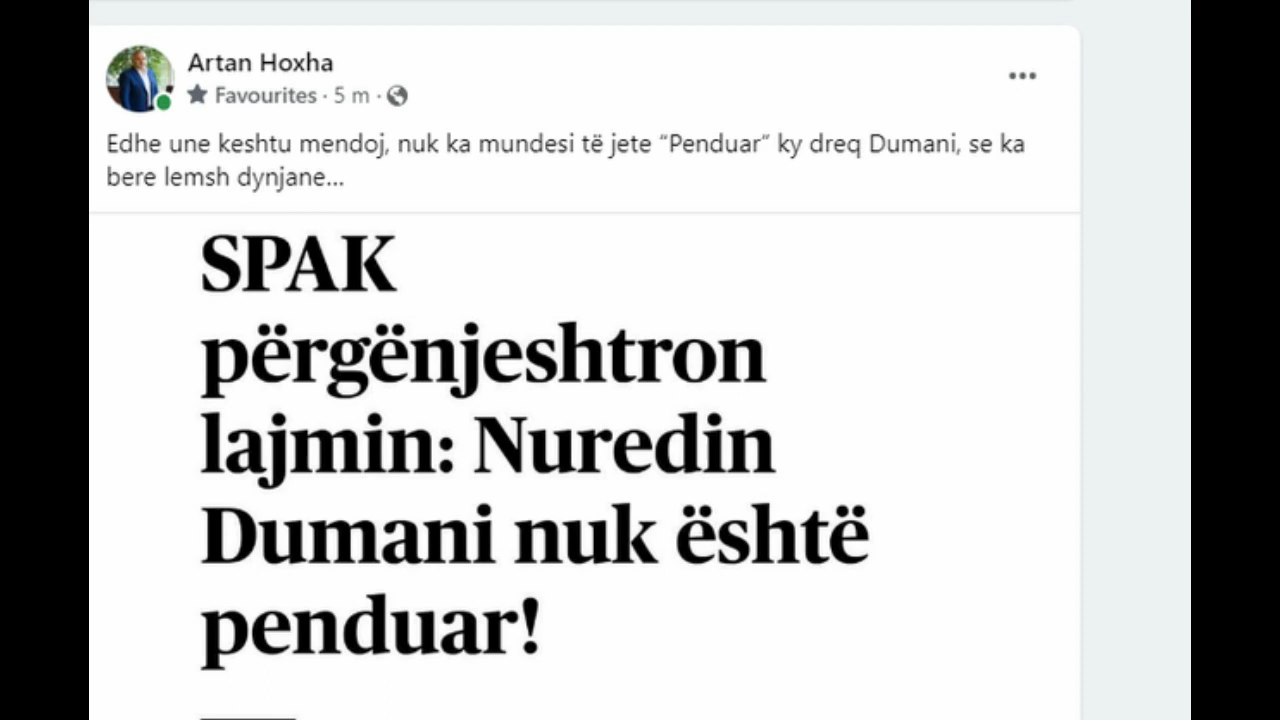 Artan Hoxha
Favourites · 5 m ·
Edhe une keshtu mendoj, nuk ka mundesi të jete “Penduar” ky dreq Dumani, se ka
bere lemsh dynjane...
SPAK
përgënjeshtron
lajmin: Nuredin
Dumani nuk është
penduar!